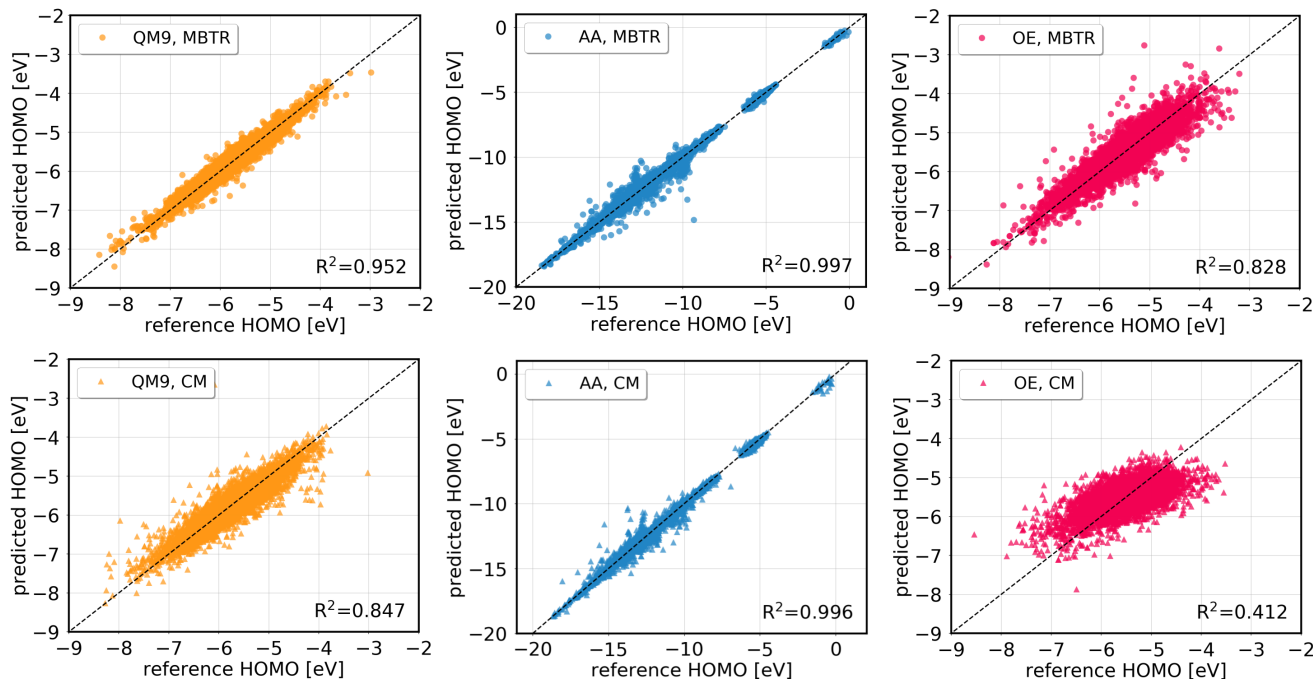 QM9, MBTR
predicted HOMO [eV]
−2
−3
−4
−5
−6
−7
−8
−9
R²=0.952
−9 −8 −7 −6 −5 −4 −3 −2
reference HOMO [eV]
AA, MBTR
predicted HOMO [eV]
0
−5
−10
−15
−20
R²=0.997
−20 −15 −10 −5 0
reference HOMO [eV]
OE, MBTR
predicted HOMO [eV]
−2
−3
−4
−5
−6
−7
−8
−9
R²=0.828
−9 −8 −7 −6 −5 −4 −3 −2
reference HOMO [eV]
QM9, CM
predicted HOMO [eV]
−2
−3
−4
−5
−6
−7
−8
−9
R²=0.847
−9 −8 −7 −6 −5 −4 −3 −2
reference HOMO [eV]
AA, CM
predicted HOMO [eV]
0
−5
−10
−15
−20
R²=0.996
−20 −15 −10 −5 0
reference HOMO [eV]
OE, CM
predicted HOMO [eV]
−2
−3
−4
−5
−6
−7
−8
−9
R²=0.412
−9 −8 −7 −6 −5 −4 −3 −2
reference HOMO [eV]